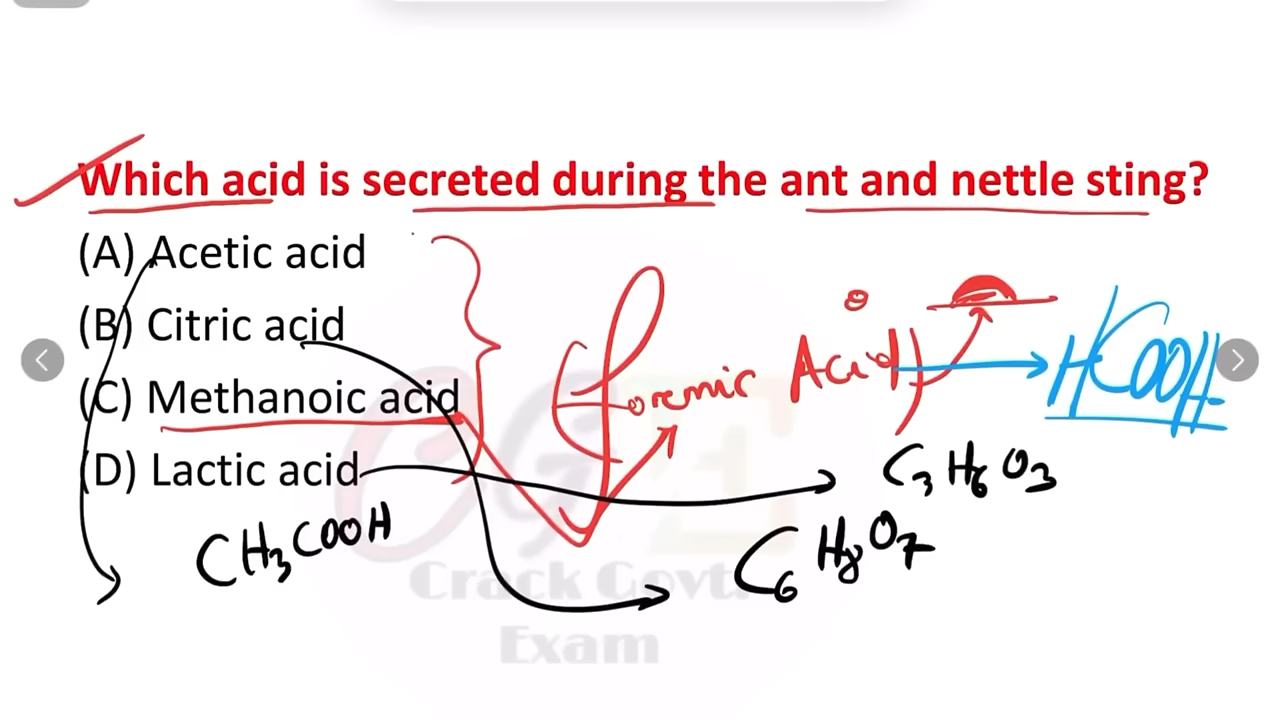 Which acid is secreted during the ant and nettle sting?
(A) Acetic acid
(B) Citric acid
(C) Methanoic acid
(D) Lactic acid
(Foremic Acid)
HCOOH
C3H6O3
CH3COOH
C6H8O7
Crack Govt
Exam